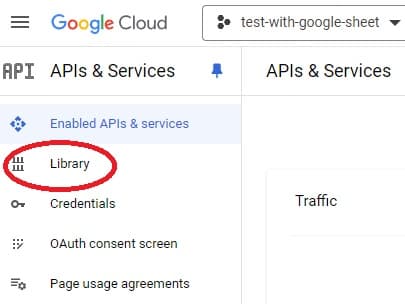 Google Cloud
test-with-google-sheet
API
APIs & Services
APIs & Services
Enabled APIs & services
Library
Credentials
OAuth consent screen
Page usage agreements
Traffic